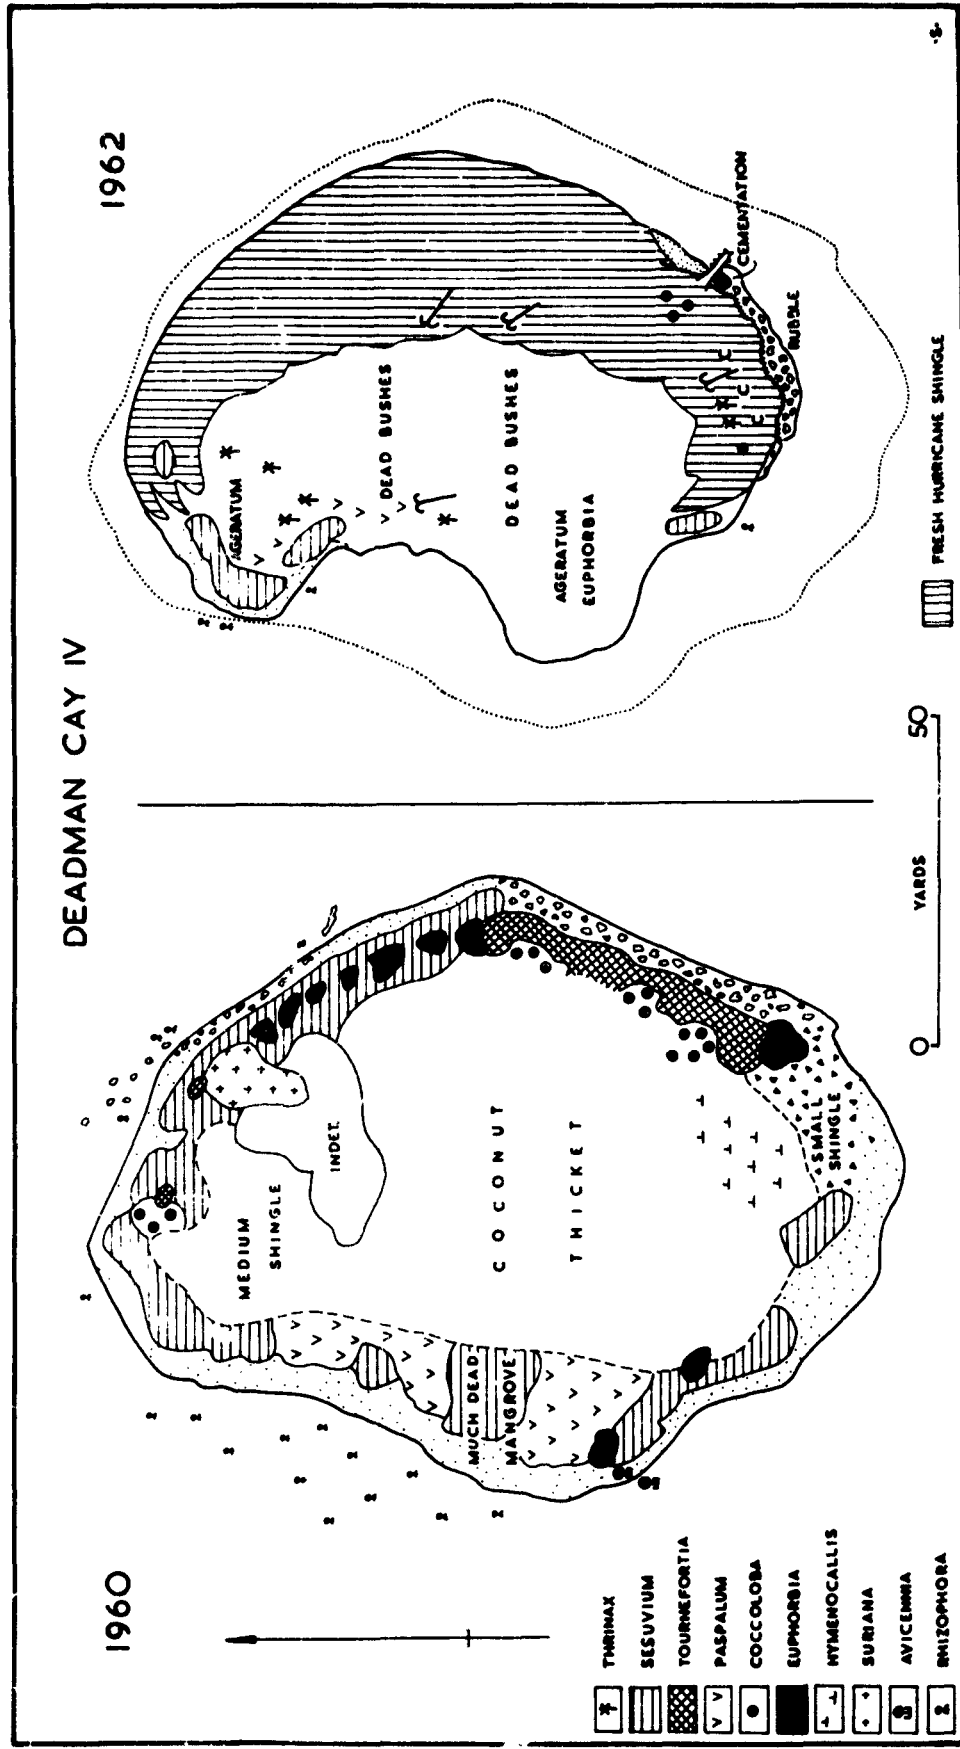 DEADMAN CAY IV
1960
1962
MEDIUM
SHINGLE
INDET.
COCONUT
THICKET
MUCH DEAD
MANGROVE
SMALL
SHINGLE
AGERATUM
DEAD BUSHES
DEAD BUSHES
AGERATUM
EUPHORBIA
CEMENTATION
RUBBLE
THRINAX
SESUVIUM
TOURNEFORTIA
PASPALUM
COCCOLOBA
EUPHORBIA
HYMENOCALLIS
SURIANA
AVICENNIA
RHIZOPHORA
0 50
YARDS
FRESH HURRICANE SHINGLE
·S·